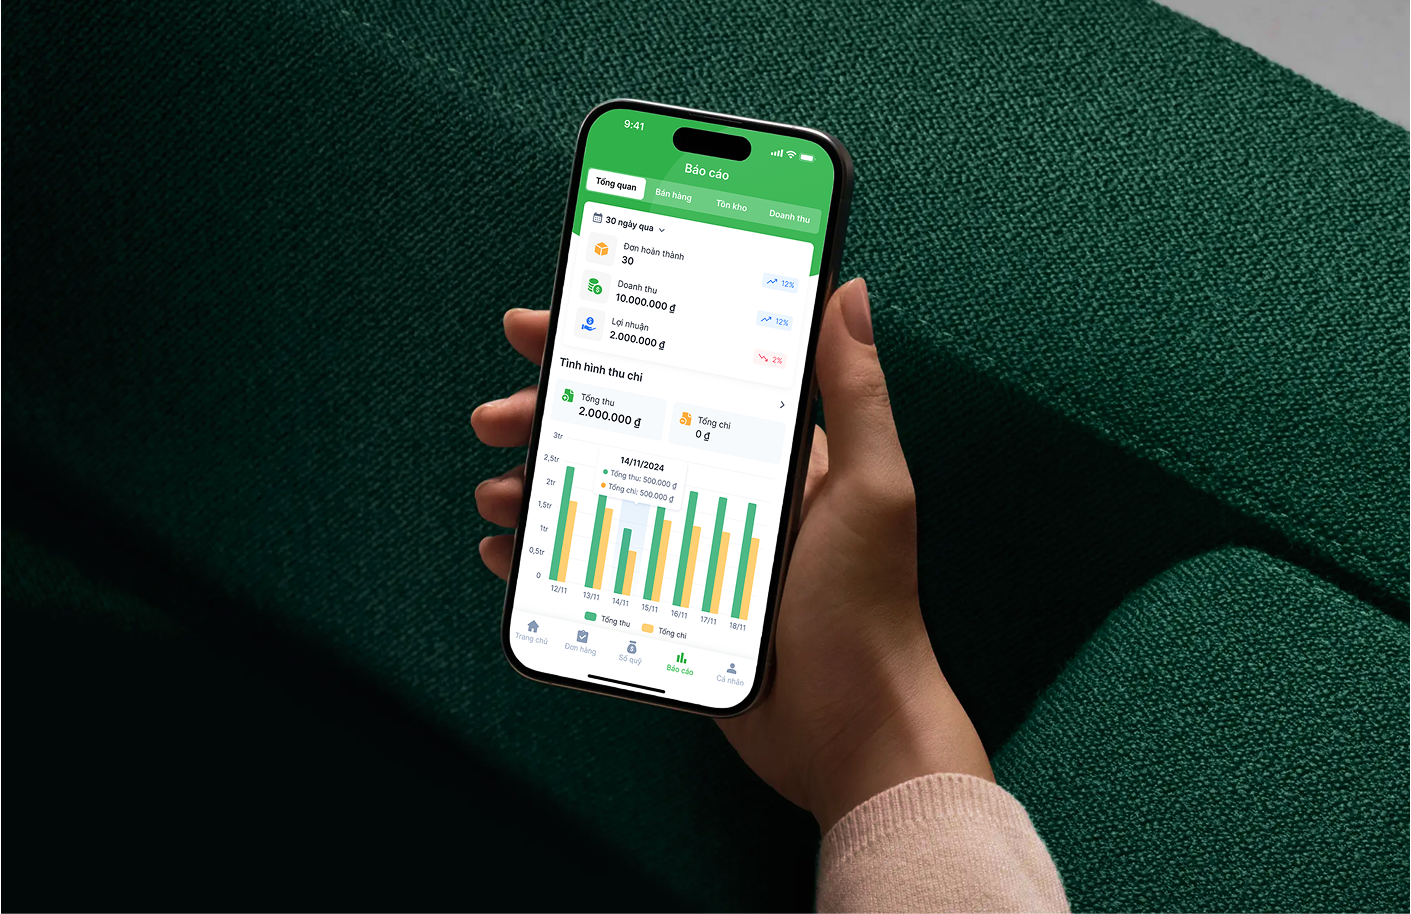 9:41
Báo cáo
Tổng quan
Bán hàng
Tồn kho
Doanh thu
30 ngày qua
Đơn hoàn thành
30
12%
Doanh thu
10.000.000 ₫
12%
Lợi nhuận
2.000.000 ₫
2%
Tình hình thu chi
Tổng thu
2.000.000 ₫
Tổng chi
0 ₫
3tr
2,5tr
2tr
1,5tr
1tr
0,5tr
0
14/11/2024
Tổng thu: 500.000 ₫
Tổng chi: 500.000 ₫
12/11
13/11
14/11
15/11
16/11
17/11
18/11
Tổng thu
Tổng chi
Trang chủ
Đơn hàng
Sổ quỹ
Báo cáo
Cá nhân